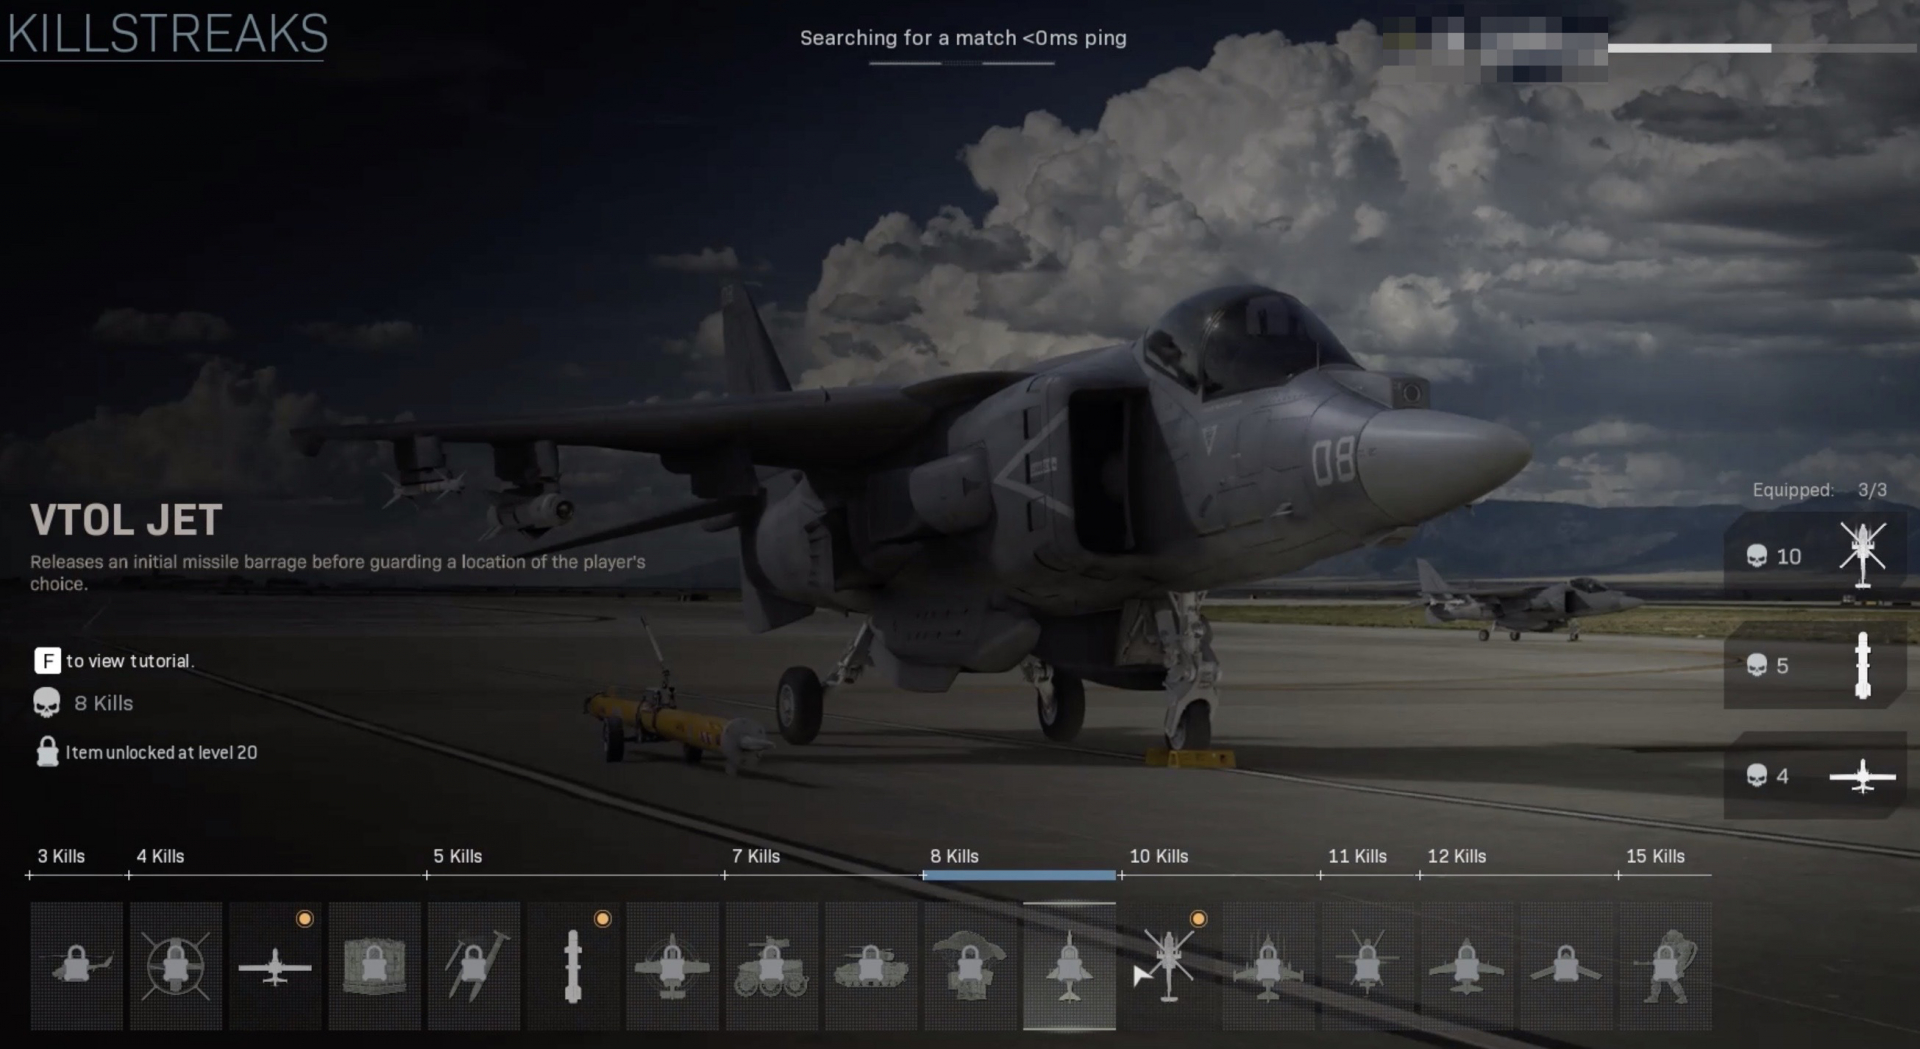 KILLSTREAKS
Searching for a match <0ms ping
08
VTOL JET
Releases an initial missile barrage before guarding a location of the player's
choice.
F to view tutorial.
8 Kills
Item unlocked at level 20
Equipped: 3/3
10
5
4
3 Kills 4 Kills 5 Kills 7 Kills 8 Kills 10 Kills 11 Kills 12 Kills 15 Kills